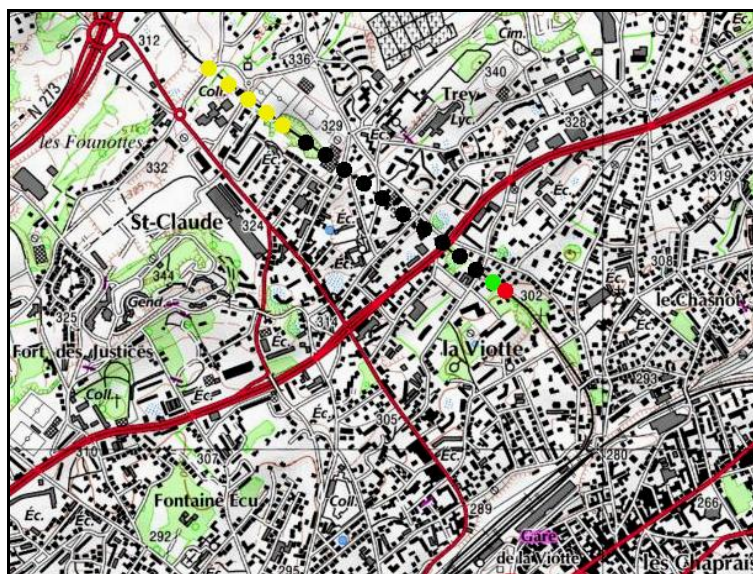 312
336
Cim.
340
N 273
Coll.
Trey
Lyc.
les Founottes
329
Éc.
328
332
Éc.
319
St-Claude
324
Éc.
344
308
Éc.
Gend.
302
le Chasnot
325
314
la Viotte
Éc.
Fort des Justices
Coll.
Éc.
Éc.
293
305
310
307
Éc.
280
Fontaine Écu
Coll.
289
266
Éc.
292
Gare
de la Viotte
295
les Chaprais